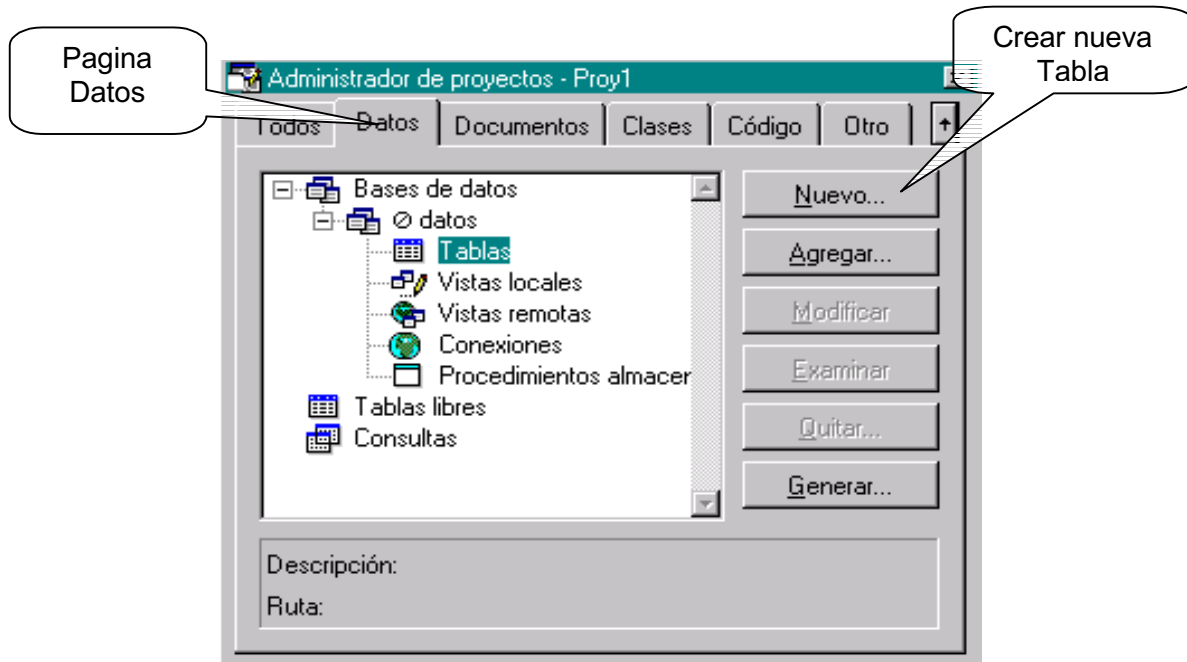 Pagina
Datos
Crear nueva
Tabla
Administrador de proyectos - Proy1
Todos
Datos
Documentos
Clases
Código
Otro
Bases de datos
datos
Tablas
Vistas locales
Vistas remotas
Conexiones
Procedimientos almacer
Tablas libres
Consultas
Nuevo...
Agregar...
Modificar
Examinar
Quitar...
Generar...
Descripción:
Ruta: